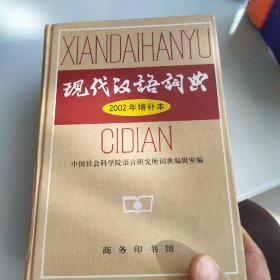 XIANDAIHANYU
现代汉语詞典
2002年增补本
CIDIAN
中国社会科学院语言研究所词典编辑室编
商务印书馆